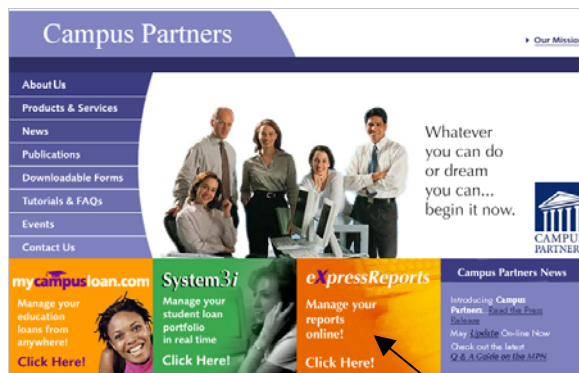 Campus Partners
Our Missio
About Us
Products & Services
News
Publications
Downloadable Forms
Tutorials & FAQs
Events
Contact Us
Whatever
you can do
or dream
you can...
begin it now.
CAMPUS
PARTNER
mycampusloan.com
Manage your
education
loans from
anywhere!
Click Here!
System3i
Manage your
student loan
portfolio
in real time
Click Here!
eXpressReports
Manage your
reports
online!
Click Here!
Campus Partners News
Introducing Campus
Partners...Read the Press
Release
May Update On-line Now
Check out the latest
Q & A Guide on the MPN